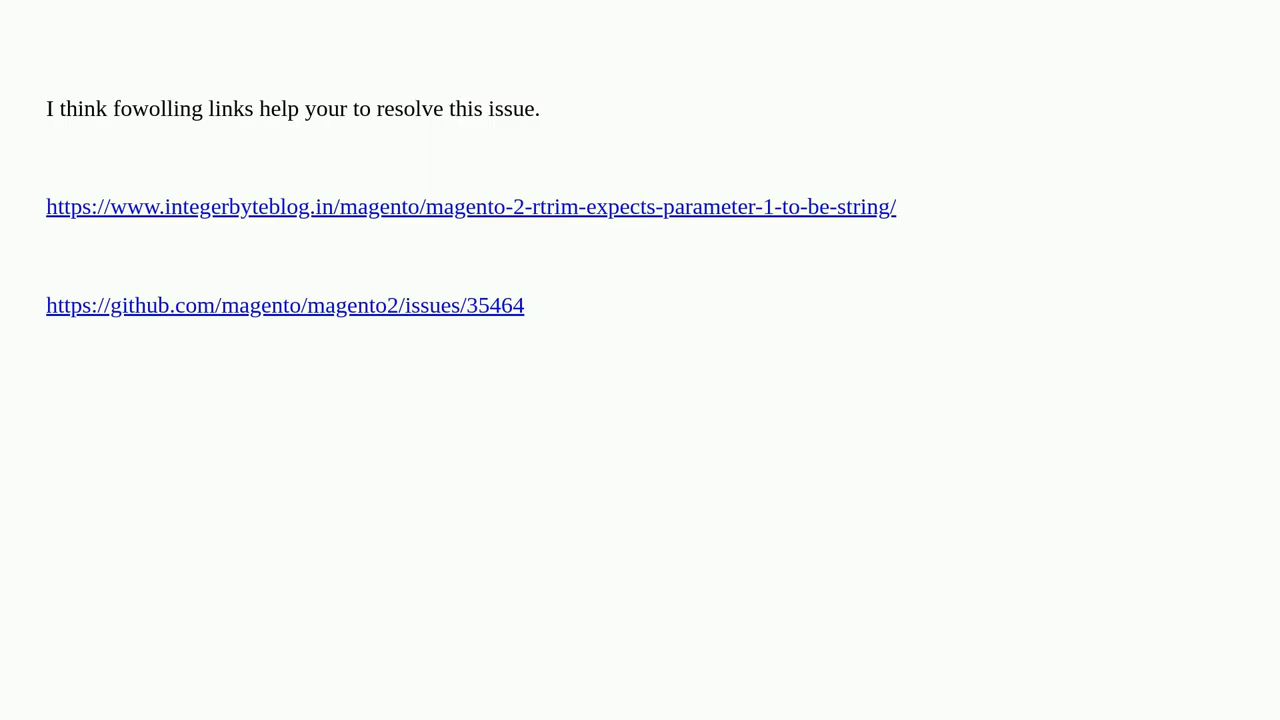 I think fowolling links help your to resolve this issue.
https://www.integerbyteblog.in/magento/magento-2-rtrim-expects-parameter-1-to-be-string/
https://github.com/magento/magento2/issues/35464